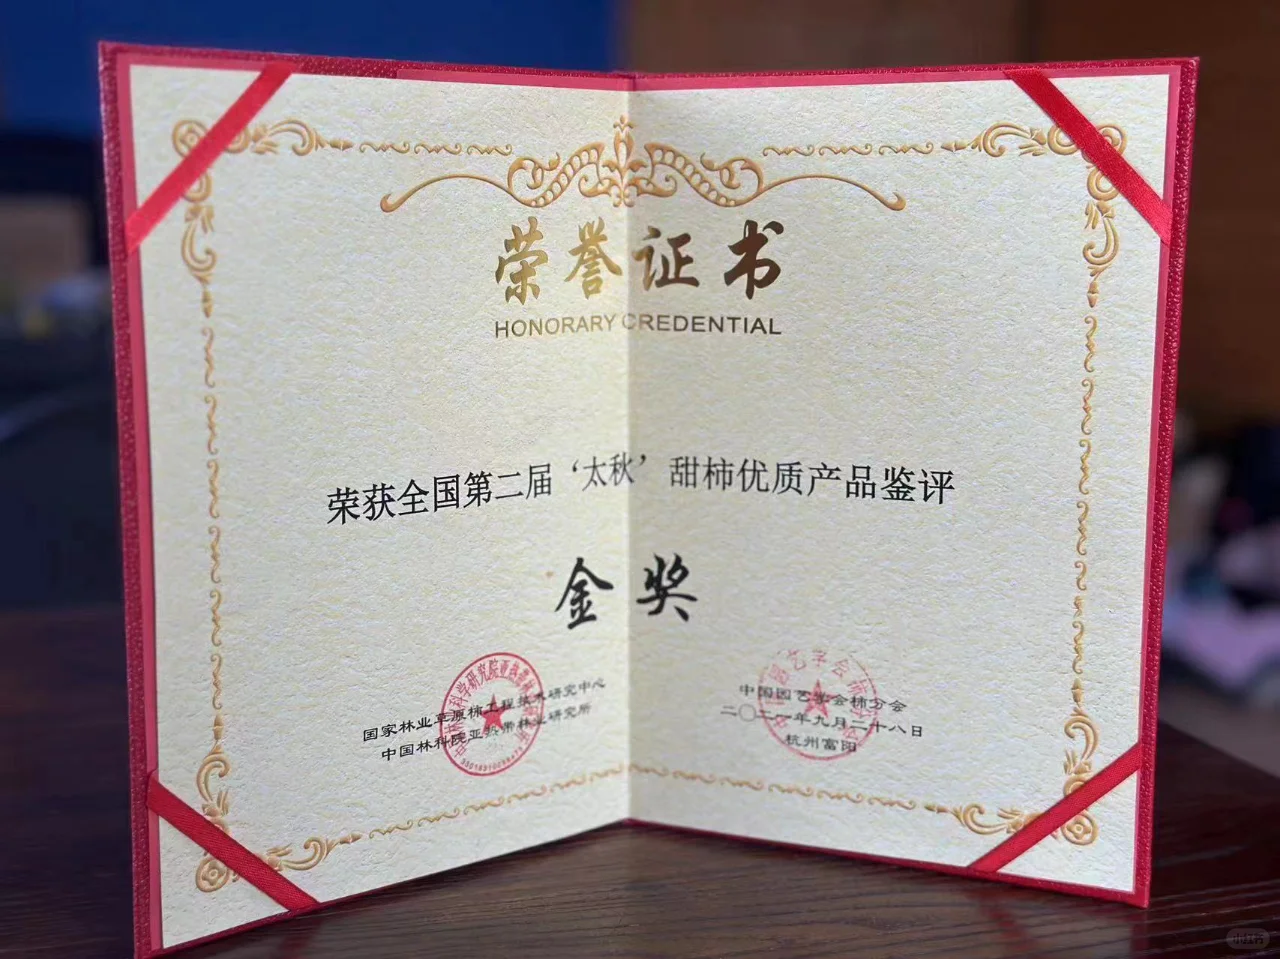 荣誉证书
HONORARY CREDENTIAL
荣获全国第二届‘太秋’甜柿优质产品鉴评
金奖
国家林业草原柿工程技术研究中心
中国林科院亚热带林业研究所
中国园艺学会柿分会
二〇二一年九月二十八日
杭州富阳
小红书